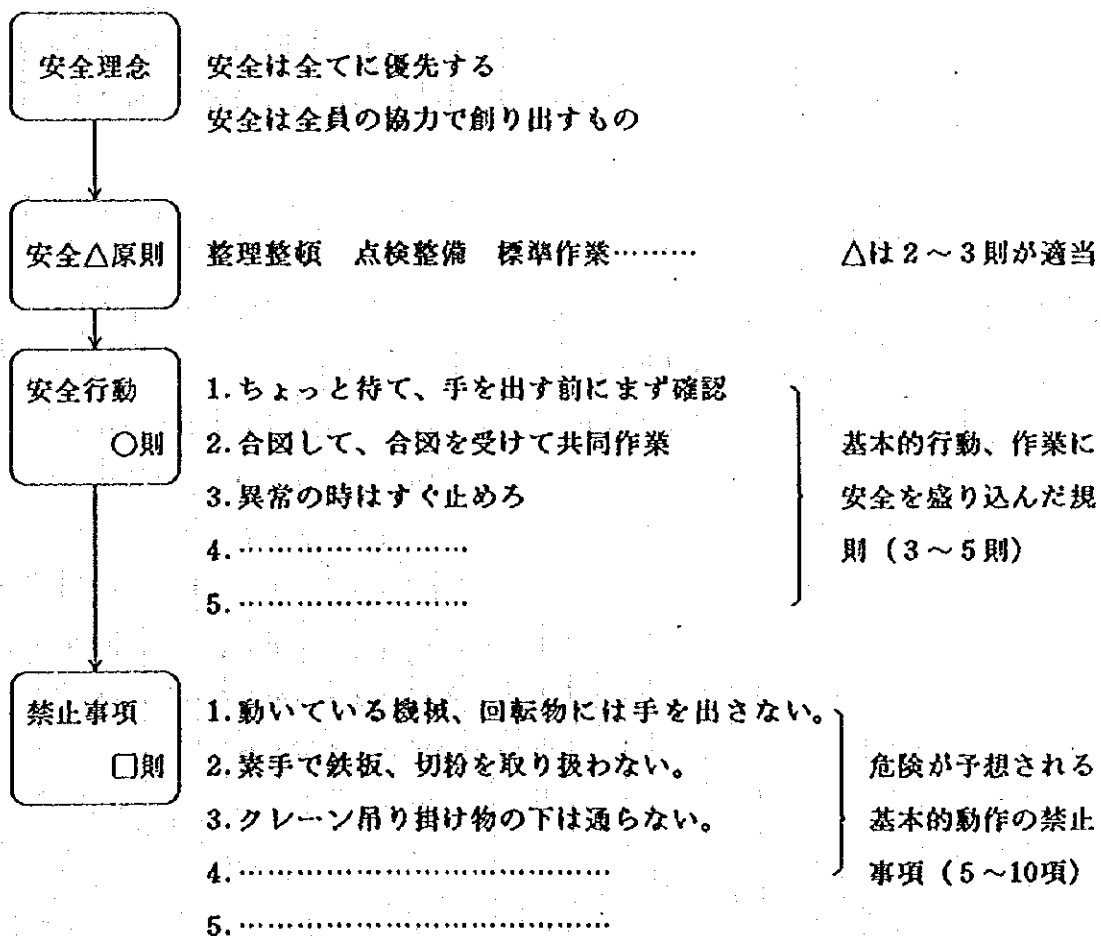 安全理念 安全は全てに優先する
安全は全員の協力で創り出すもの
安全△原則 整理整頓 点検整備 標準作業……… △は2～3則が適当
安全行動
○則
1.ちょっと待て、手を出す前にまず確認
2.合図して、合図を受けて共同作業
3.異常の時はすぐ止めろ
4.……………………
5.……………………
基本的行動、作業に
安全を盛り込んだ規
則(3～5則)
禁止事項
□則
1.動いている機械、回転物には手を出さない。
2.素手で鉄板、切粉を取り扱わない。
3.クレーン吊り掛け物の下は通らない。
4.…………………………………
5.…………………………………
危険が予想される
基本的動作の禁止
事項(5～10項)